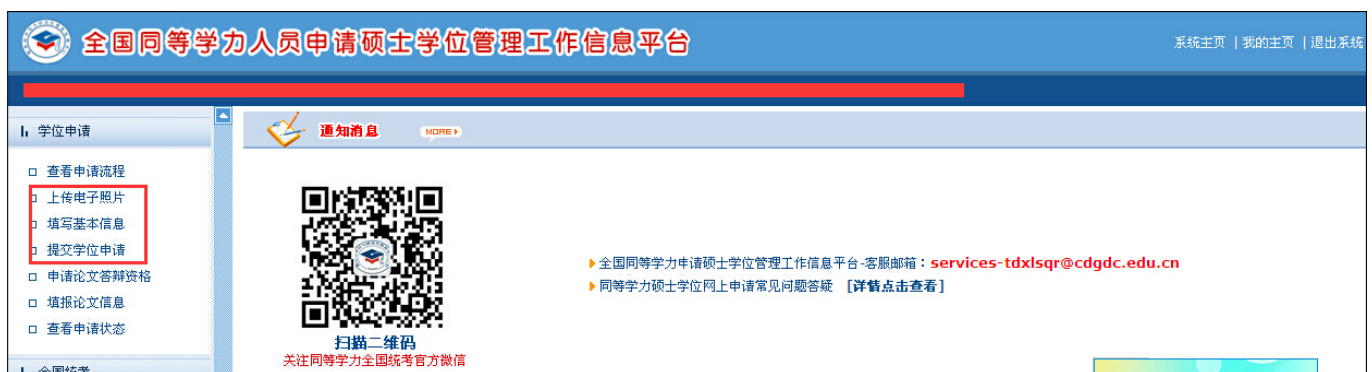 全国同等学力人员申请硕士学位管理工作信息平台
系统主页 | 我的主页 | 退出系统
学位申请
通知消息
MORE
查看申请流程
上传电子照片
填写基本信息
提交学位申请
申请论文答辩资格
填报论文信息
查看申请状态
全国统考
全国同等学力申请硕士学位管理工作信息平台-客服邮箱：services-tdxlsqr@cdgdc.edu.cn
同等学力硕士学位网上申请常见问题答疑 [详情点击查看]
扫描二维码
关注同等学力全国统考官方微信